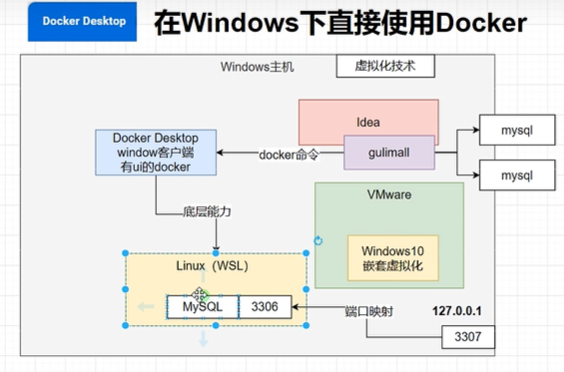 Docker Desktop
在Windows下直接使用Docker
Windows主机
虚拟化技术
Idea
gulimall
mysql
mysql
Docker Desktop
window客户端
有ui的docker
docker命令
VMware
底层能力
Windows10
嵌套虚拟化
Linux（WSL）
MySQL
3306
端口映射
127.0.0.1
3307